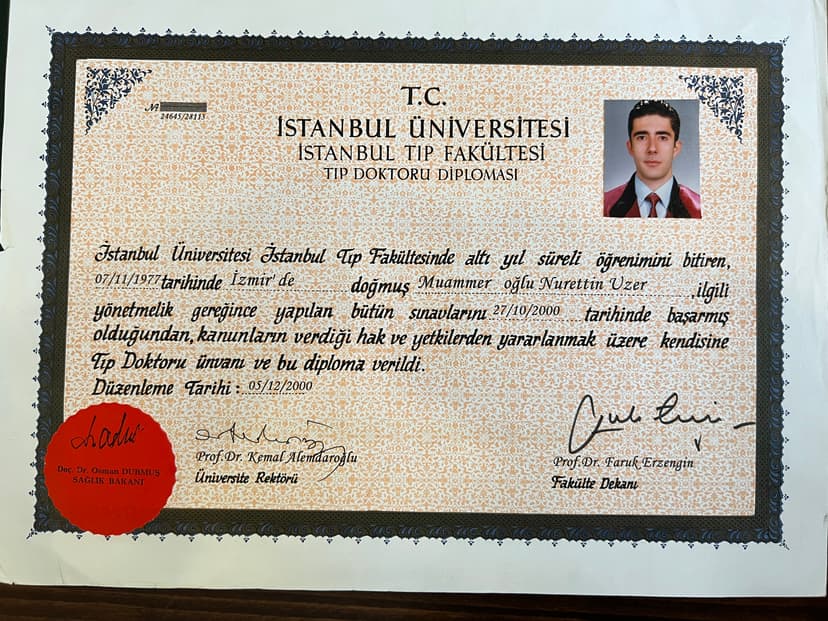 T.C.
İSTANBUL ÜNİVERSİTESİ
İSTANBUL TIP FAKÜLTESİ
TIP DOKTORU DİPLOMASI
№
24645/28113
İstanbul Üniversitesi İstanbul Tıp Fakültesinde altı yıl süreli öğrenimini bitiren,
07/11/1977 tarihinde İzmir'de doğmuş Muammer oğlu Nurettin Uzer , ilgili
yönetmelik gereğince yapılan bütün sınavlarını 27/10/2000 tarihinde başarmış
olduğundan, kanunların verdiği hak ve yetkilerden yararlanmak üzere kendisine
Tıp Doktoru ünvanı ve bu diploma verildi.
Düzenleme Tarihi : 05/12/2000
Doç. Dr. Osman DURMUŞ
SAĞLIK BAKANI
Prof.Dr. Kemal Alemdaroğlu
Üniversite Rektörü
Prof.Dr. Faruk Erzengin
Fakülte Dekanı